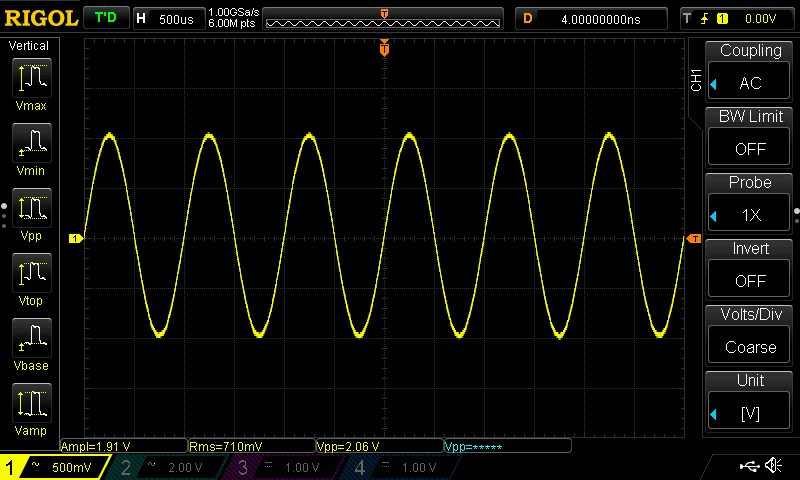 RIGOL T'D H 500us 1.00GSa/s 6.00M pts T D 4.00000000ns T 1 0.00V
Vertical
Vmax
Vmin
Vpp
Vtop
Vbase
Vamp
T
1
T
CH1
Coupling
AC
BW Limit
OFF
Probe
1X
Invert
OFF
Volts/Div
Coarse
Unit
[V]
Ampl=1.91 V Rms=710mV Vpp=2.06 V Vpp=*****
1 ~ 500mV 2 ~ 2.00 V 3 = 1.00 V 4 = 1.00 V